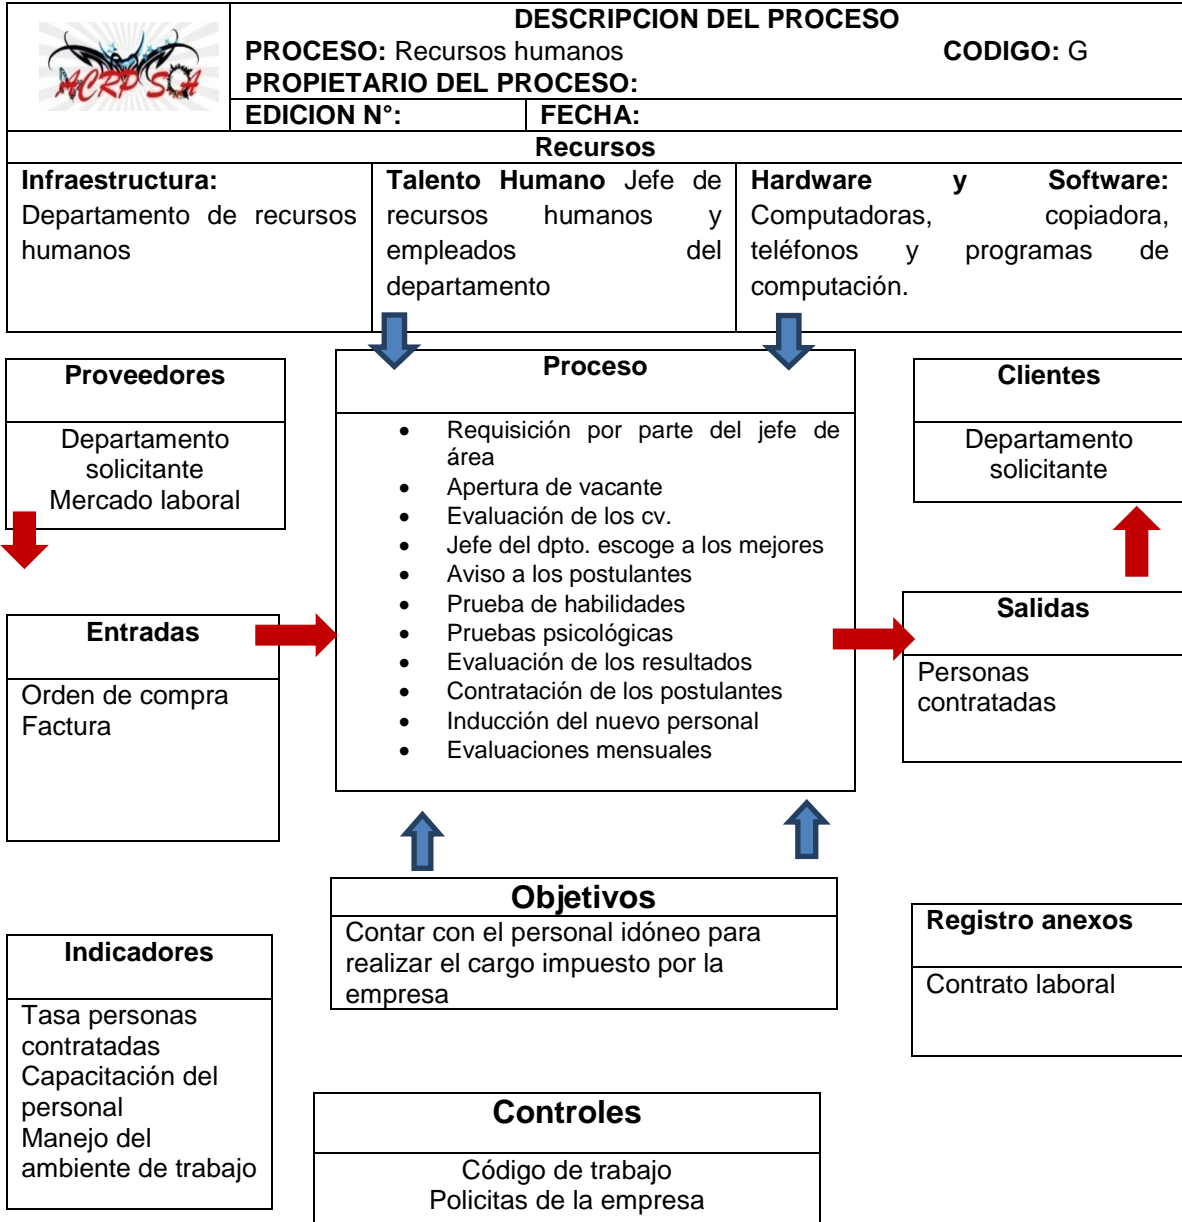 ACRP SOA
DESCRIPCION DEL PROCESO
PROCESO: Recursos humanos CODIGO: G
PROPIETARIO DEL PROCESO:
EDICION N°: FECHA:
Recursos
Infraestructura:
Departamento de recursos
humanos
Talento Humano Jefe de
recursos humanos y
empleados del
departamento
Hardware y Software:
Computadoras, copiadora,
teléfonos y programas de
computación.
Proveedores
Departamento
solicitante
Mercado laboral
Entradas
Orden de compra
Factura
Proceso
• Requisición por parte del jefe de
área
• Apertura de vacante
• Evaluación de los cv.
• Jefe del dpto. escoge a los mejores
• Aviso a los postulantes
• Prueba de habilidades
• Pruebas psicológicas
• Evaluación de los resultados
• Contratación de los postulantes
• Inducción del nuevo personal
• Evaluaciones mensuales
Clientes
Departamento
solicitante
Salidas
Personas
contratadas
Objetivos
Contar con el personal idóneo para
realizar el cargo impuesto por la
empresa
Registro anexos
Contrato laboral
Indicadores
Tasa personas
contratadas
Capacitación del
personal
Manejo del
ambiente de trabajo
Controles
Código de trabajo
Policitas de la empresa